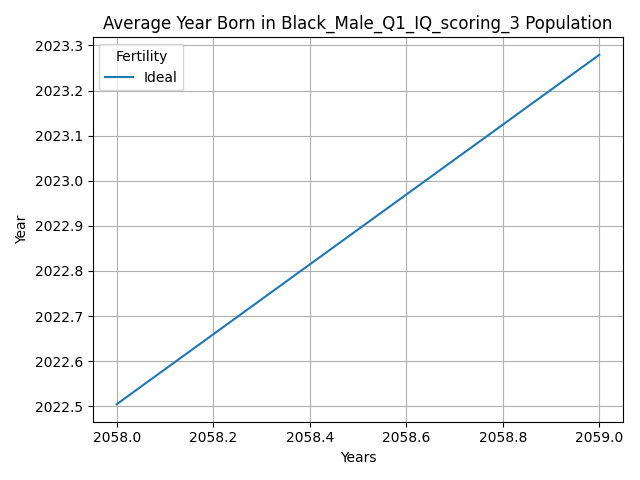 Average Year Born in Black_Male_Q1_IQ_scoring_3 Population
Fertility
Ideal
2023.3
2023.2
2023.1
2023.0
2022.9
2022.8
2022.7
2022.6
2022.5
Year
2058.0 2058.2 2058.4 2058.6 2058.8 2059.0
Years